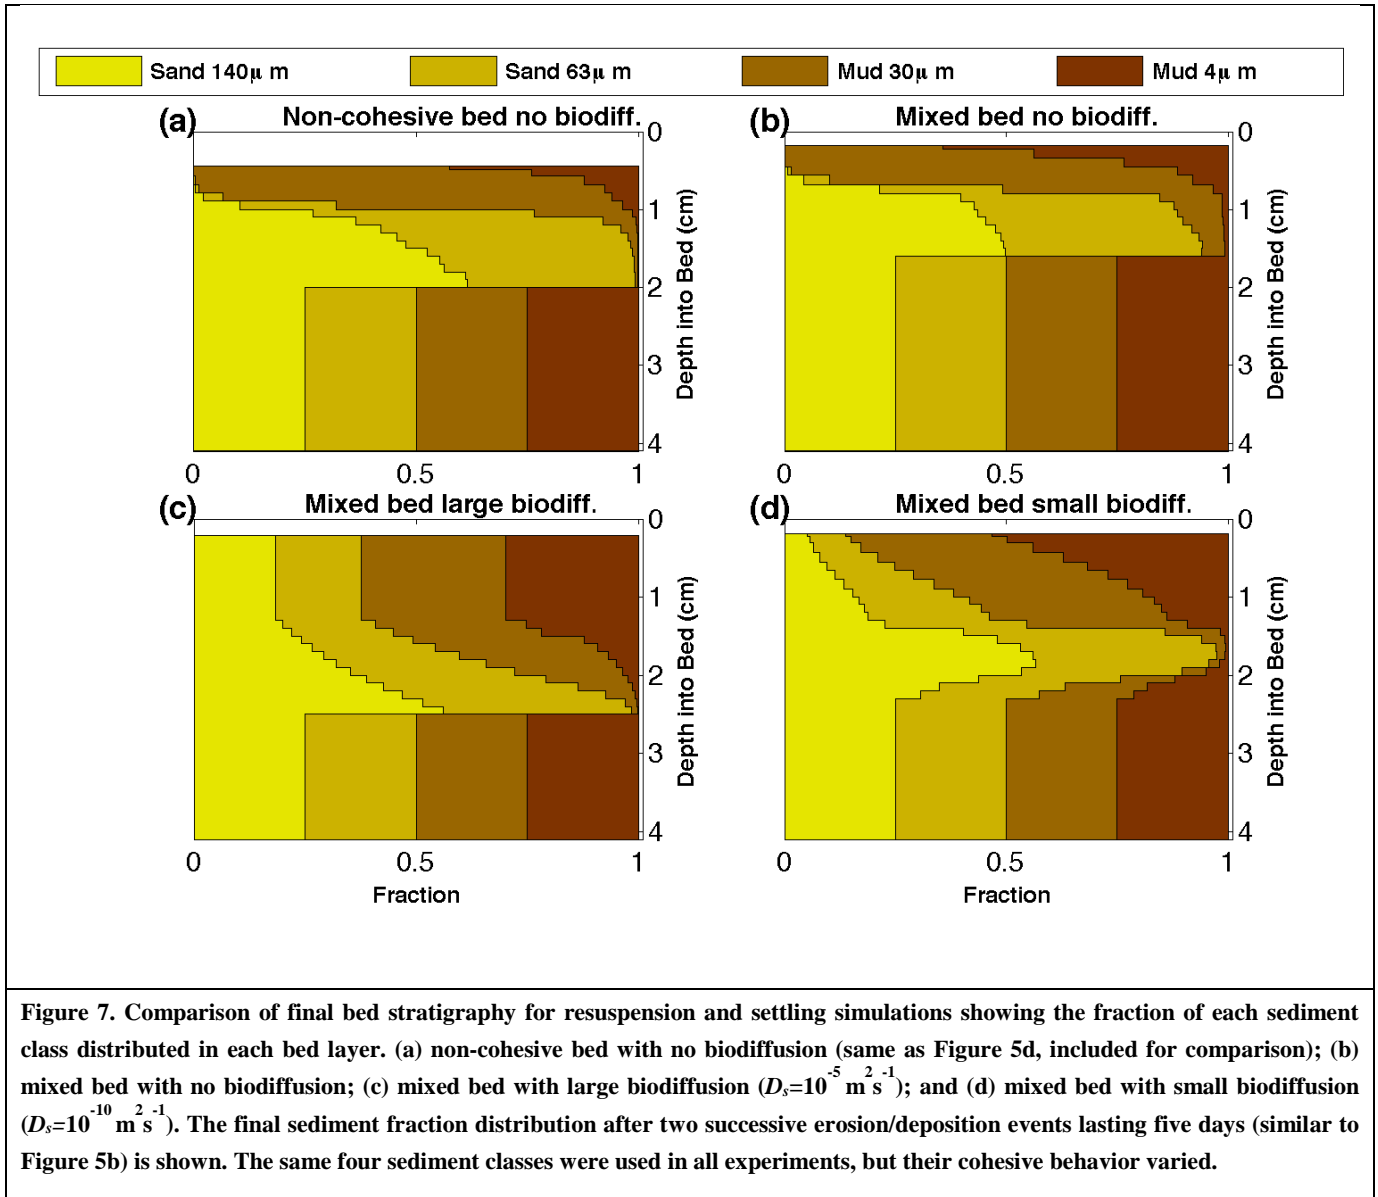 Sand 140μ m Sand 63μ m Mud 30μ m Mud 4μ m
(a) Non-cohesive bed no biodiff.
0
1
2
3
4
Depth into Bed (cm)
0 0.5 1
(b) Mixed bed no biodiff.
0
1
2
3
4
Depth into Bed (cm)
0 0.5 1
(c) Mixed bed large biodiff.
0
1
2
3
4
Depth into Bed (cm)
0 0.5 1
Fraction
(d) Mixed bed small biodiff.
0
1
2
3
4
Depth into Bed (cm)
0 0.5 1
Fraction
Figure 7. Comparison of final bed stratigraphy for resuspension and settling simulations showing the fraction of each sediment
class distributed in each bed layer. (a) non-cohesive bed with no biodiffusion (same as Figure 5d, included for comparison); (b)
mixed bed with no biodiffusion; (c) mixed bed with large biodiffusion (Ds=10⁻⁵ m² s⁻¹); and (d) mixed bed with small biodiffusion
(Ds=10⁻¹⁰ m² s⁻¹). The final sediment fraction distribution after two successive erosion/deposition events lasting five days (similar to
Figure 5b) is shown. The same four sediment classes were used in all experiments, but their cohesive behavior varied.